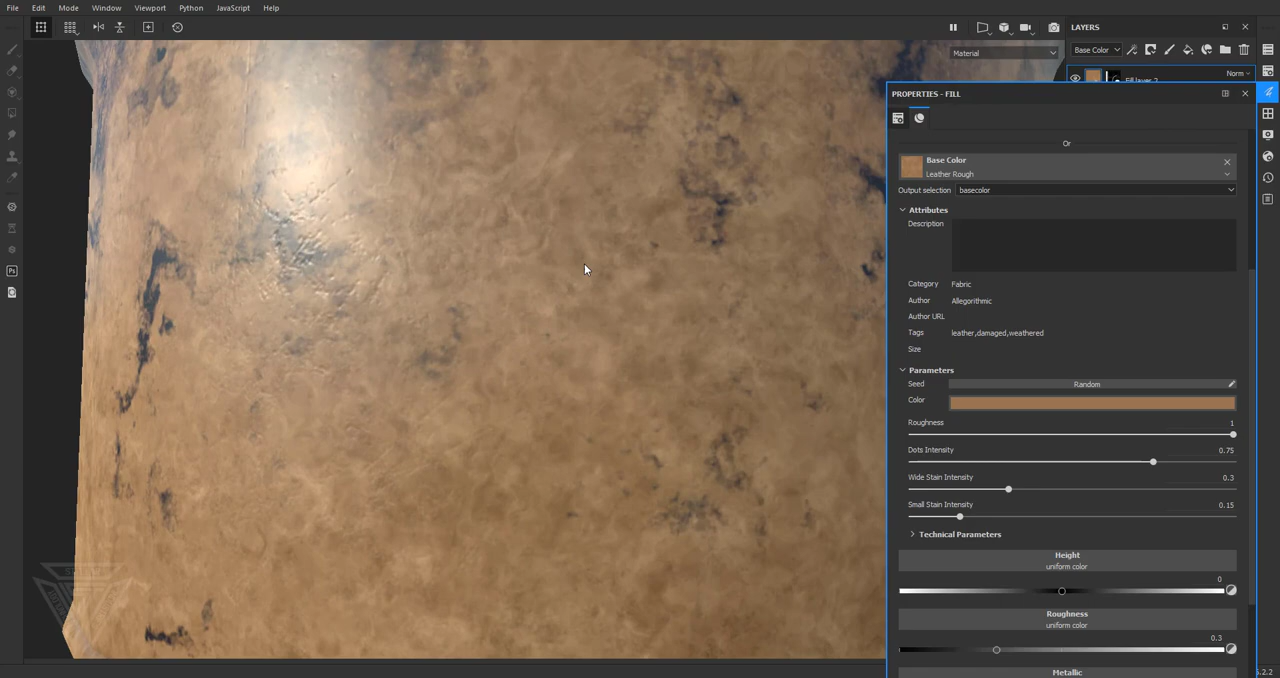 File Edit Mode Window Viewport Python JavaScript Help
Material
LAYERS
Base Color
Norm
PROPERTIES - FILL
Or
Base Color
Leather Rough
Output selection basecolor
Attributes
Description
Category Fabric
Author Allegorithmic
Author URL
Tags leather,damaged,weathered
Size
Parameters
Seed Random
Color
Roughness 1
Dots Intensity 0.75
Wide Stain Intensity 0.3
Small Stain Intensity 0.15
Technical Parameters
Height
uniform color
0
Roughness
uniform color
0.3
Metallic
Ps